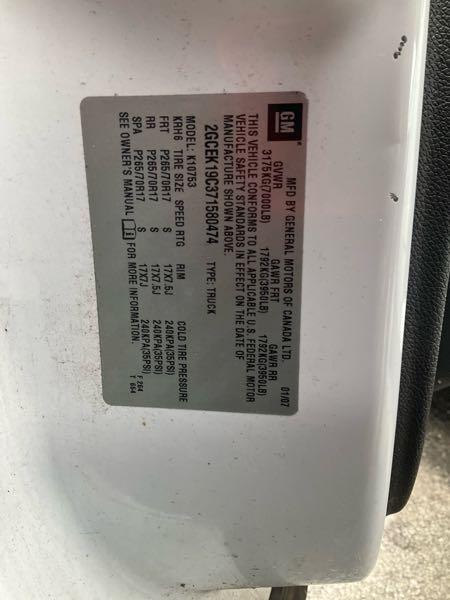 GM
MFD BY GENERAL MOTORS OF CANADA LTD. 01/07
GVWR GAWR FRT GAWR RR
3175KG(7000LB) 1792KG(3950LB) 1792KG(3950LB)
THIS VEHICLE CONFORMS TO ALL APPLICABLE U.S. FEDERAL MOTOR
VEHICLE SAFETY STANDARDS IN EFFECT ON THE DATE OF
MANUFACTURE SHOWN ABOVE.
2GCEK19C371580474 TYPE: TRUCK
MODEL: K10753
KRH6 TIRE SIZE SPEED RTG RIM COLD TIRE PRESSURE
FRT P265/70R17 S 17X7.5J 240KPA(35PSI)
RR P265/70R17 S 17X7.5J 240KPA(35PSI)
SPA P265/70R17 S 17X7J 240KPA(35PSI)
SEE OWNER'S MANUAL FOR MORE INFORMATION.
F 264
T 664